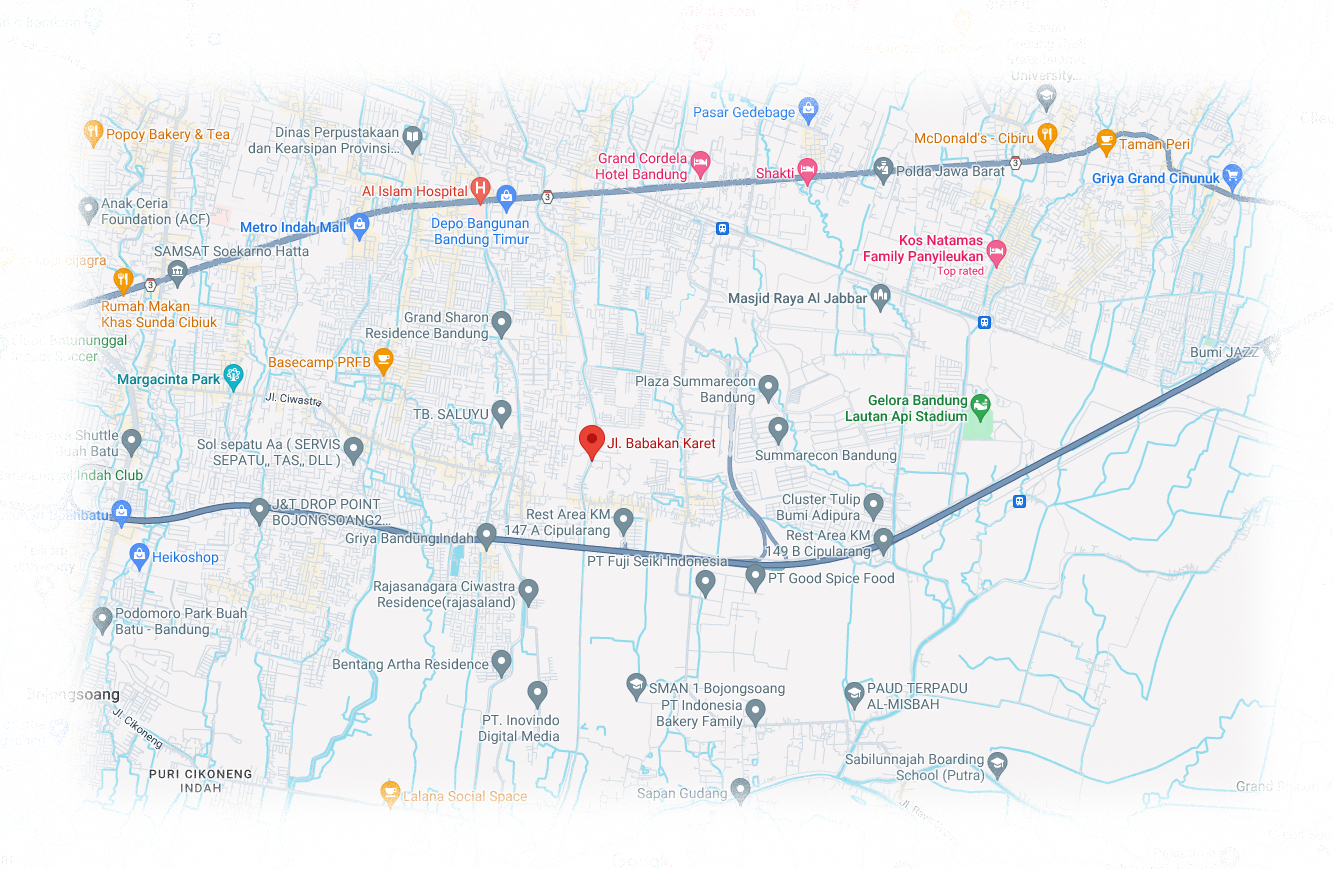 University...
Pasar Gedebage
Popoy Bakery & Tea
Dinas Perpustakaan
dan Kearsipan Provinsi...
McDonald's - Cibiru
Taman Peri
Grand Cordela
Hotel Bandung
Shakti
Polda Jawa Barat
3
Griya Grand Cinunuk
Al Islam Hospital
H
3
Anak Ceria
Foundation (ACF)
Metro Indah Mall
Depo Bangunan
Bandung Timur
SAMSAT Soekarno Hatta
Kos Natamas
Family Panyileukan
Top rated
3
Rumah Makan
Khas Sunda Cibiuk
Masjid Raya Al Jabbar
Grand Sharon
Residence Bandung
Batununggal
Soccer
Bumi JAZZ
Basecamp PRFB
Margacinta Park
Jl. Ciwastra
Plaza Summarecon
Bandung
TB. SALUYU
Gelora Bandung
Lautan Api Stadium
Shuttle
Buah Batu
Sol sepatu Aa ( SERVIS
SEPATU,, TAS,, DLL )
Jl. Babakan Karet
Summarecon Bandung
Indah Club
J&T DROP POINT
BOJONGSOANG2...
Rest Area KM
147 A Cipularang
Cluster Tulip
Bumi Adipura
Griya Bandung Indah
Rest Area KM
149 B Cipularang
Heikoshop
PT Fuji Seiki Indonesia
PT Good Spice Food
Rajasanagara Ciwastra
Residence(rajasaland)
Podomoro Park Buah
Batu - Bandung
Bentang Artha Residence
Bojongsoang
SMAN 1 Bojongsoang
PT Indonesia
Bakery Family
PAUD TERPADU
AL-MISBAH
Jl. Cikoneng
PT. Inovindo
Digital Media
PURI CIKONENG
INDAH
Sabilunnajah Boarding
School (Putra)
Lalana Social Space
Sapan Gudang